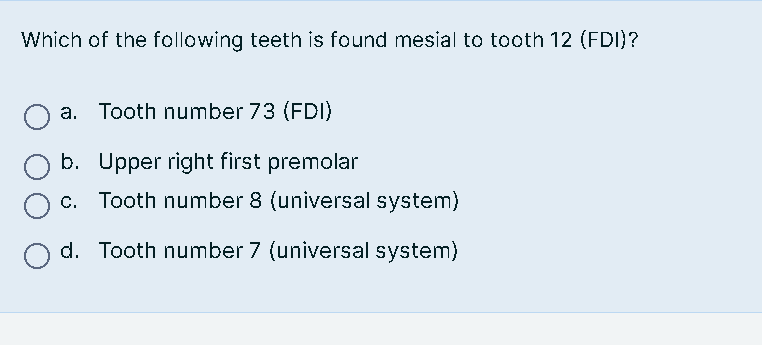 Which of the following teeth is found mesial to tooth 12 (FDI)?
a. Tooth number 73 (FDI)
b. Upper right first premolar
c. Tooth number 8 (universal system)
d. Tooth number 7 (universal system)